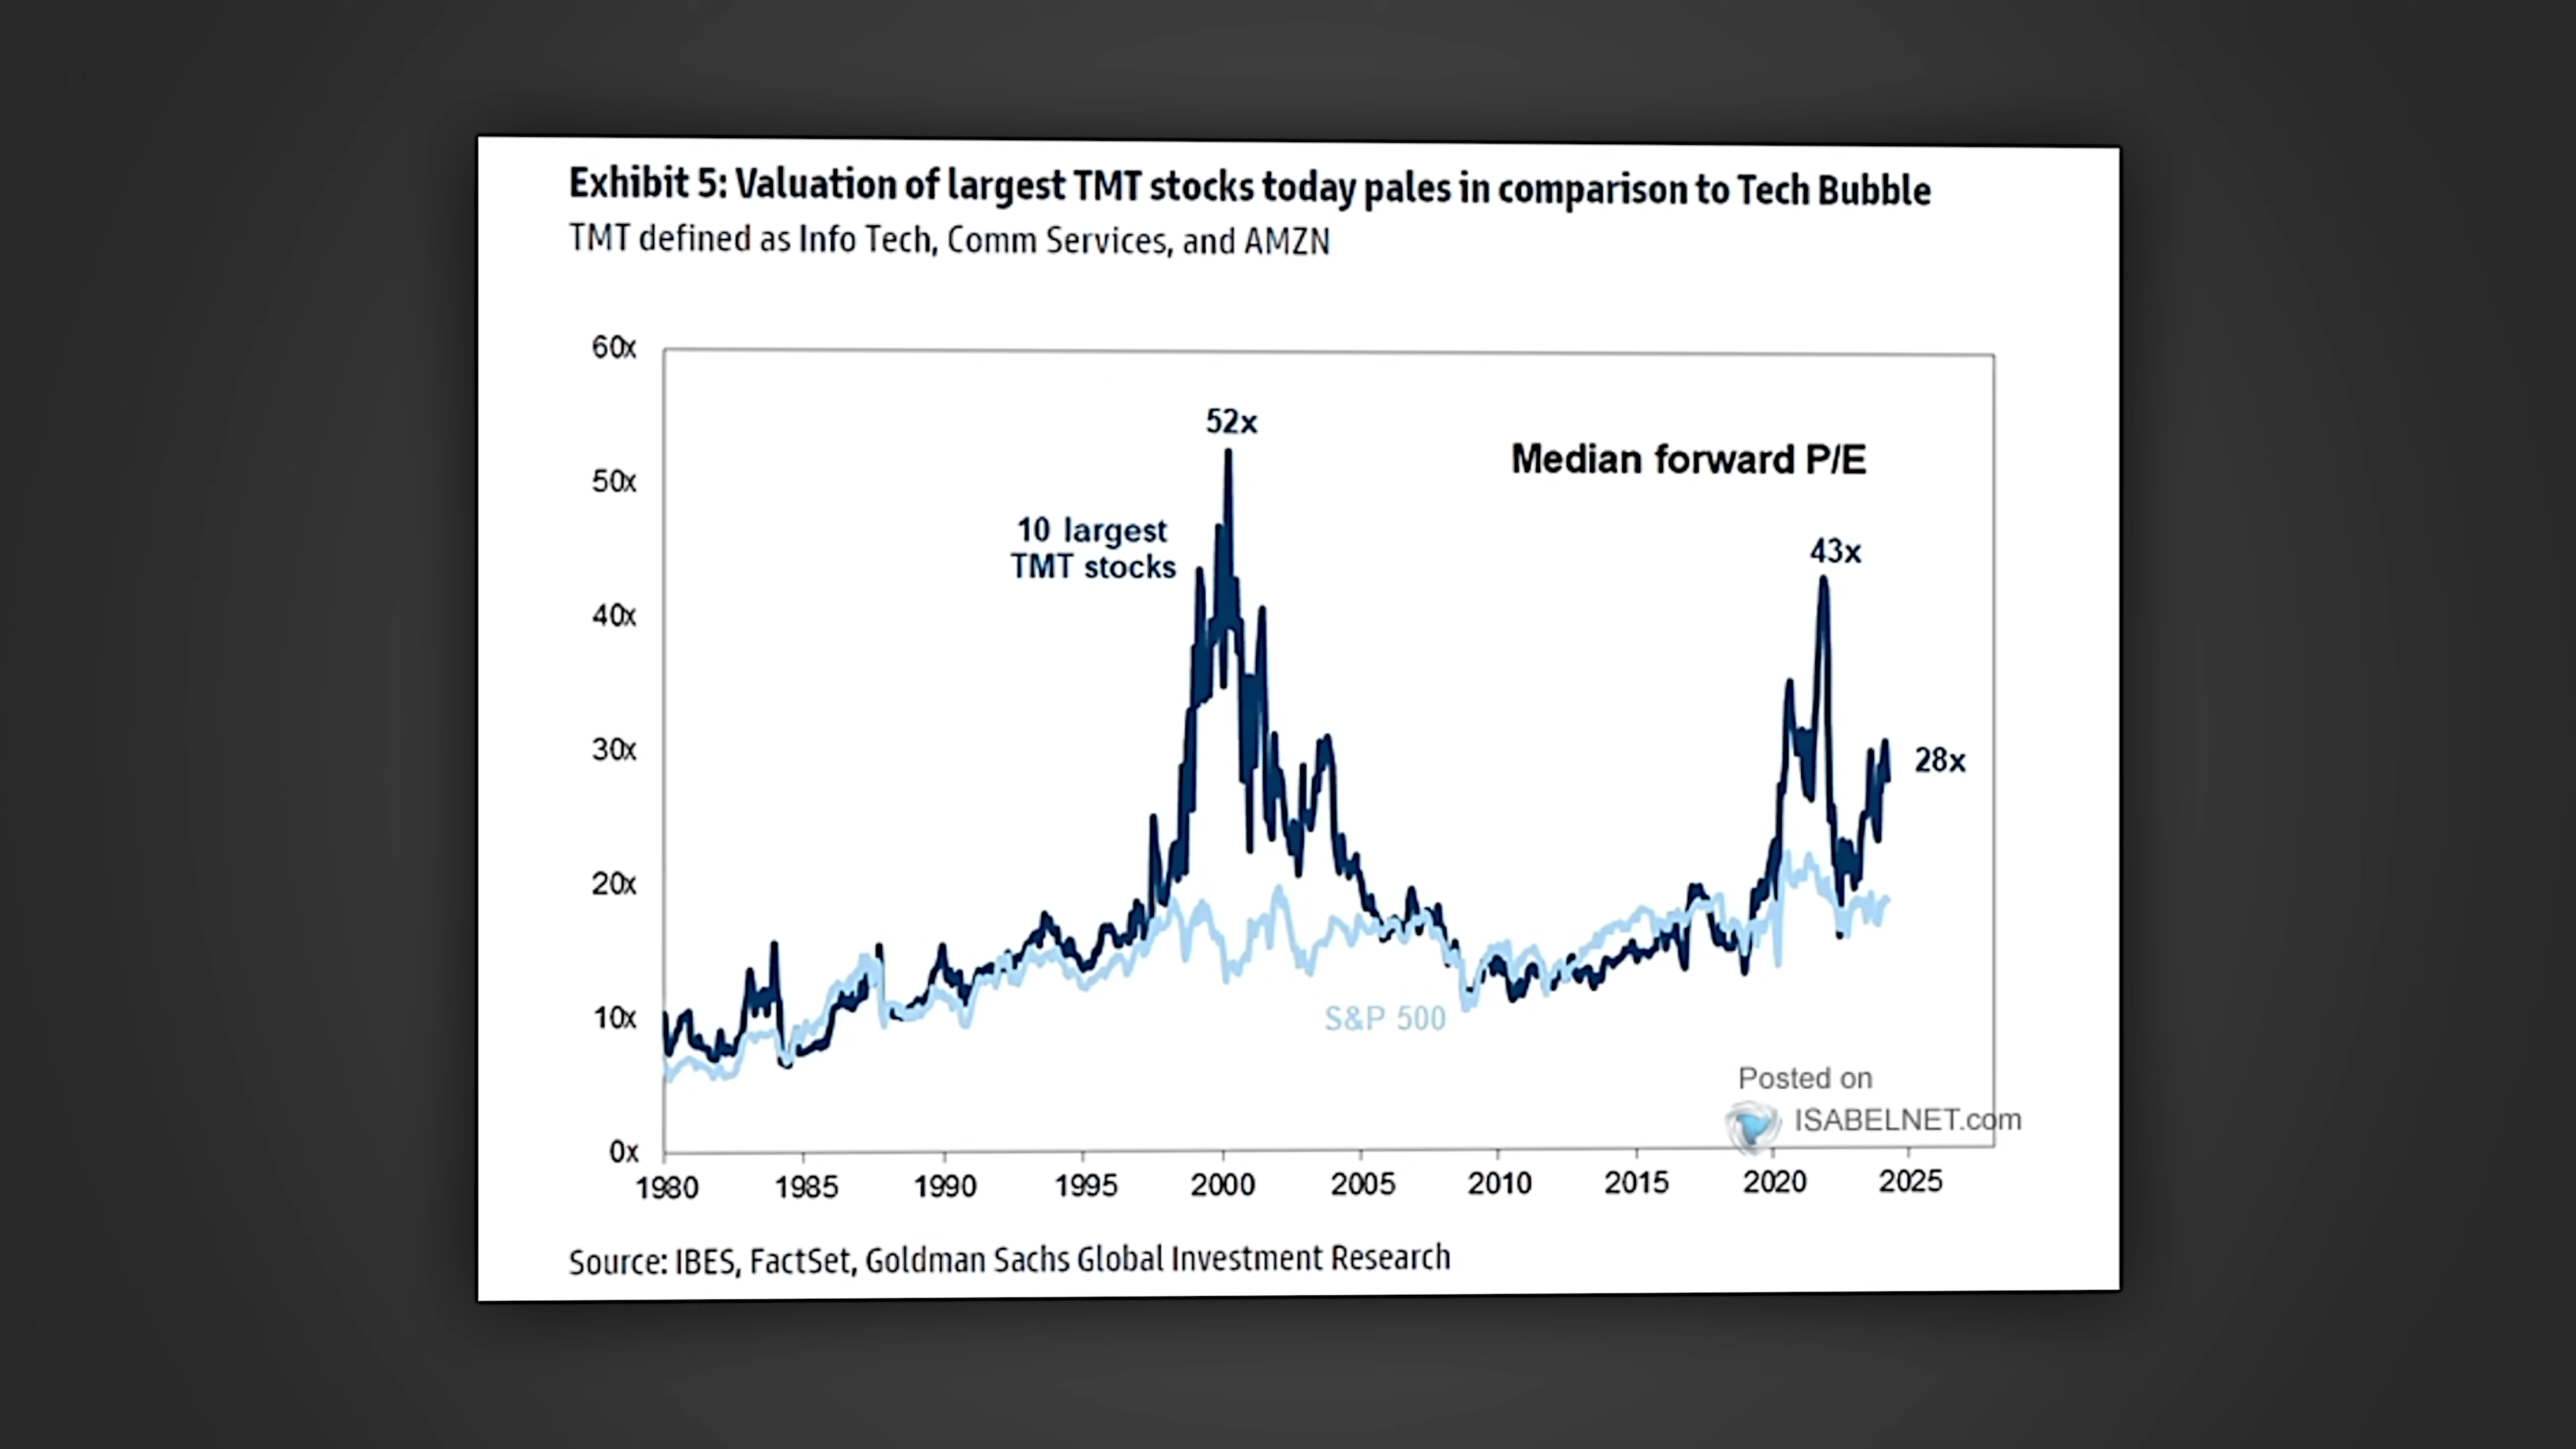 Exhibit 5: Valuation of largest TMT stocks today pales in comparison to Tech Bubble
TMT defined as Info Tech, Comm Services, and AMZN
60x
50x
40x
30x
20x
10x
0x
52x
Median forward P/E
10 largest
TMT stocks
43x
28x
S&P 500
Posted on
ISABELNET.com
1980
1985
1990
1995
2000
2005
2010
2015
2020
2025
Source: IBES, FactSet, Goldman Sachs Global Investment Research